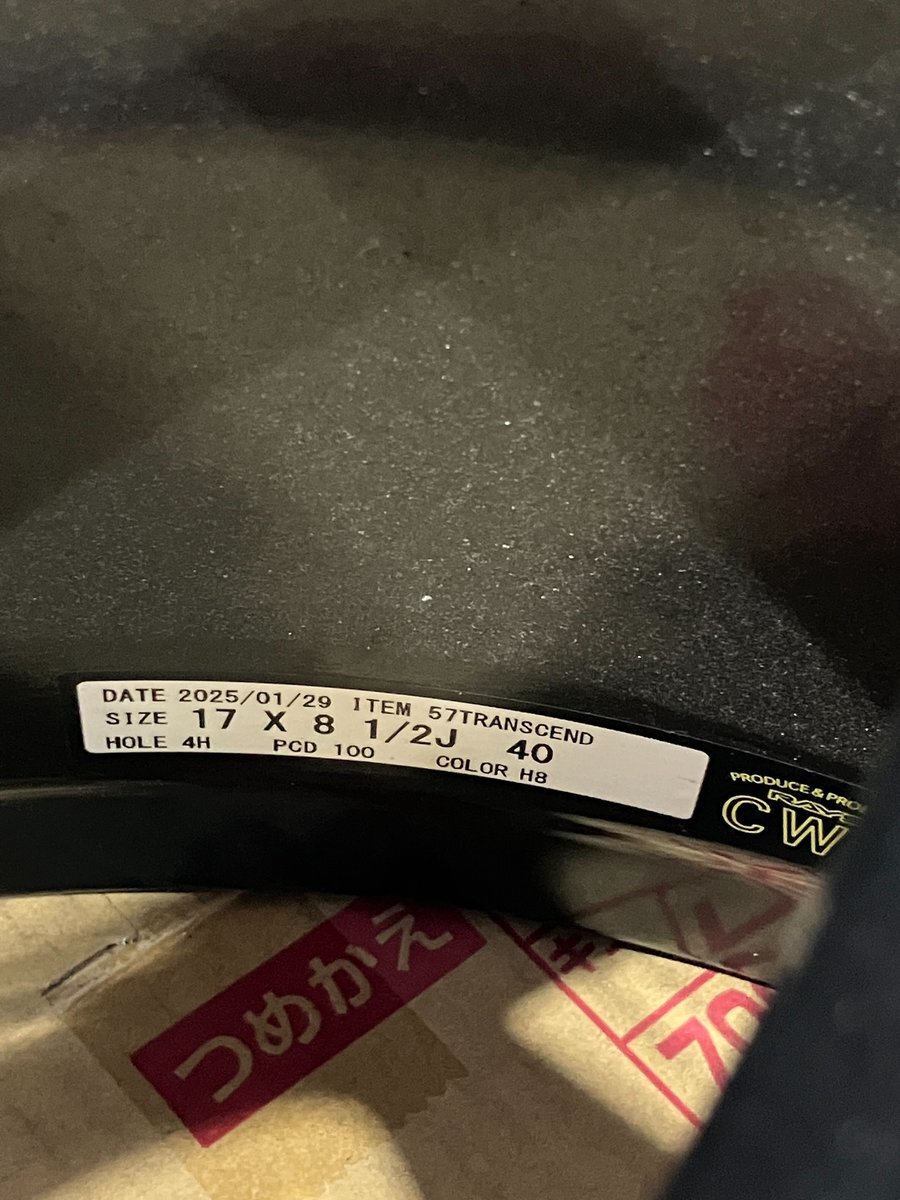 DATE 2025/01/29 ITEM 57TRANSCEND
SIZE 17 X 8 1/2J 40
HOLE 4H PCD 100 COLOR H8
PRODUCE & PRO
RAYS
CW
つめかえ